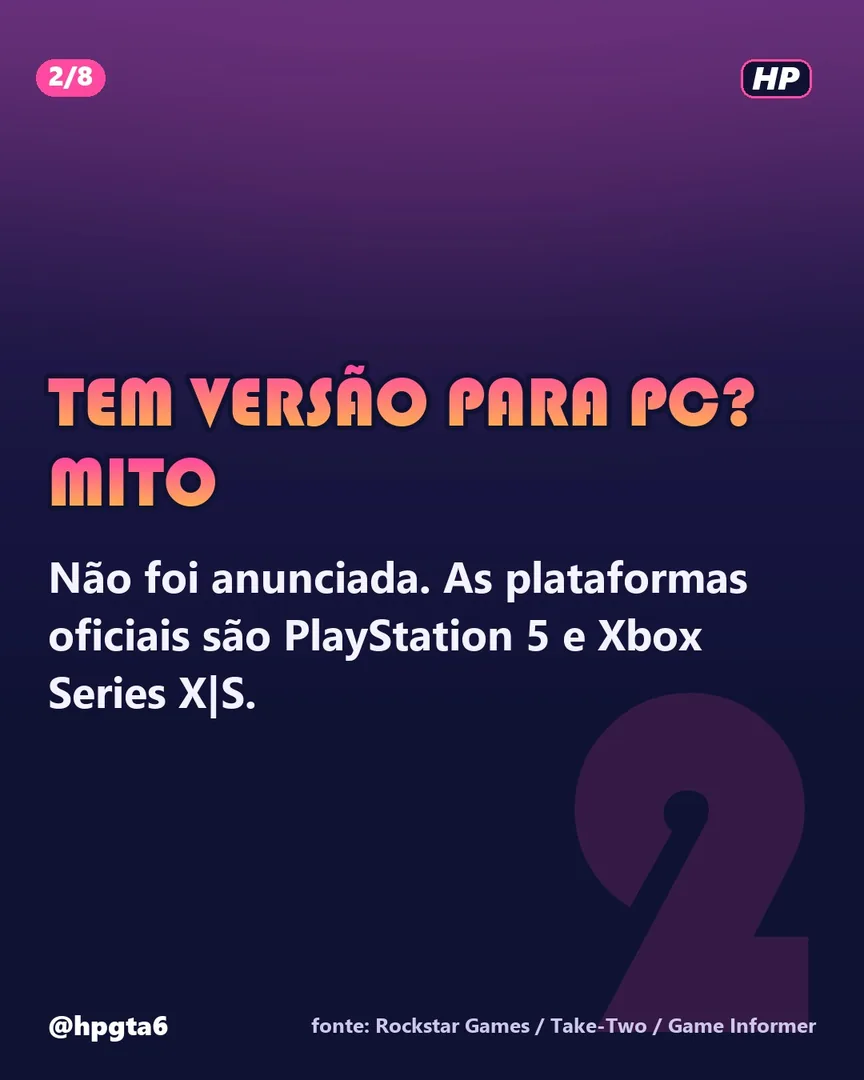 2/8
HP
TEM VERSÃO PARA PC?
MITO
Não foi anunciada. As plataformas
oficiais são PlayStation 5 e Xbox
Series X|S.
2
@hpgta6
fonte: Rockstar Games / Take-Two / Game Informer